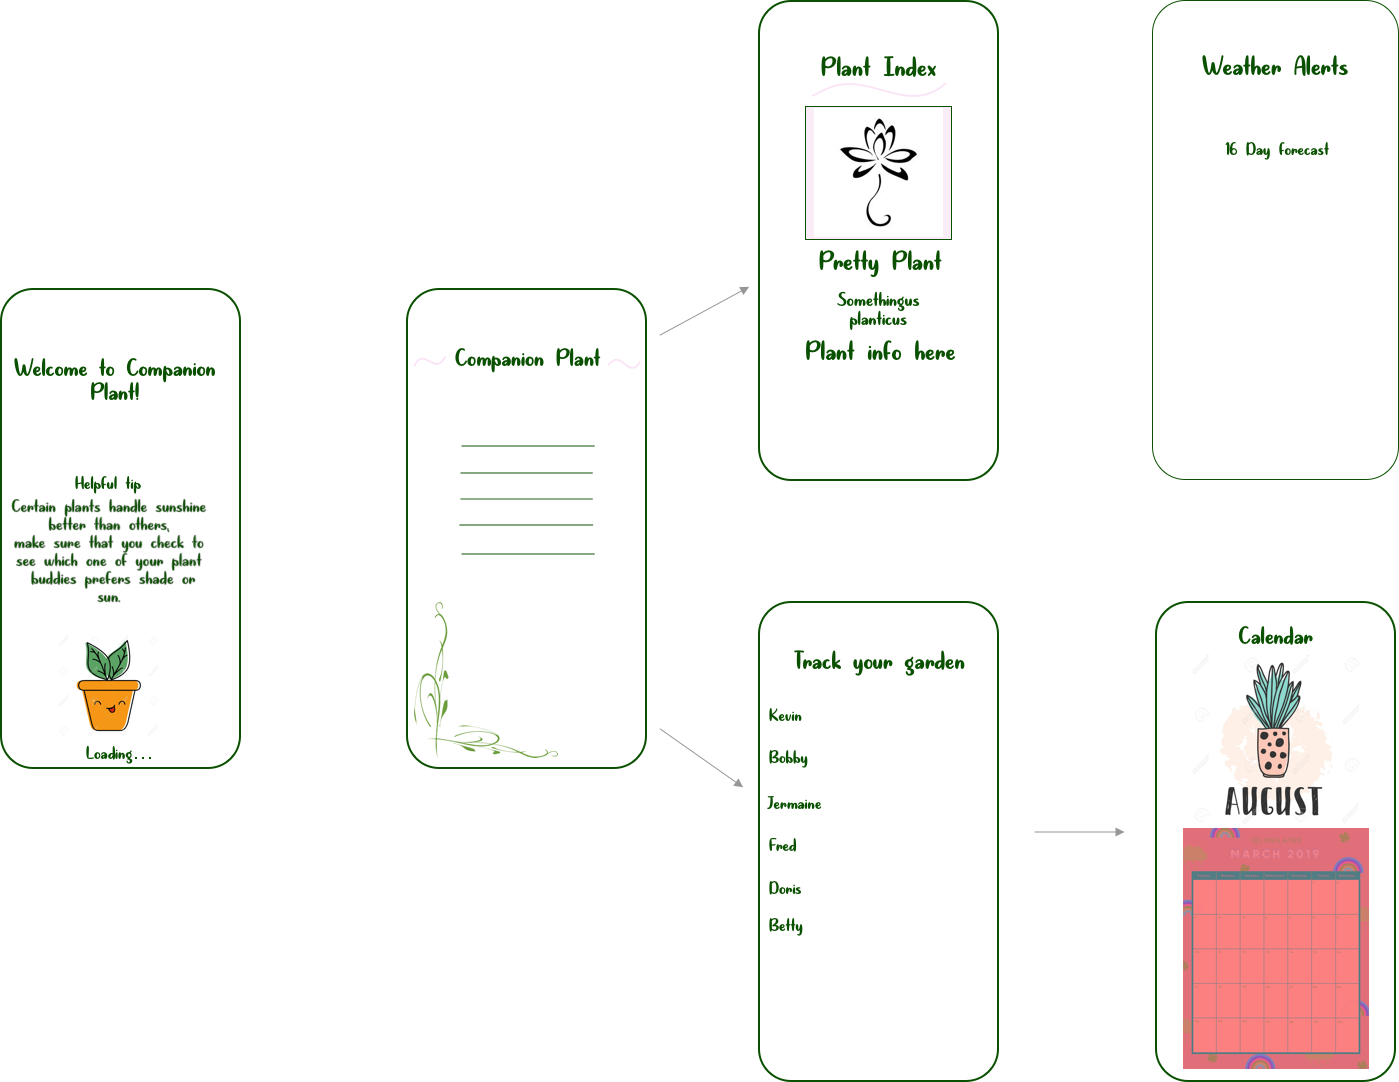 Welcome to Companion
Plant!
Helpful tip
Certain plants handle sunshine
better than others,
make sure that you check to
see which one of your plant
buddies prefers shade or
sun.
Loading...
Companion Plant
Plant Index
Pretty Plant
Somethingus
planticus
Plant info here
Weather Alerts
16 Day forecast
Track your garden
Kevin
Bobby
Jermaine
Fred
Doris
Betty
Calendar
AUGUST
MARCH 2019